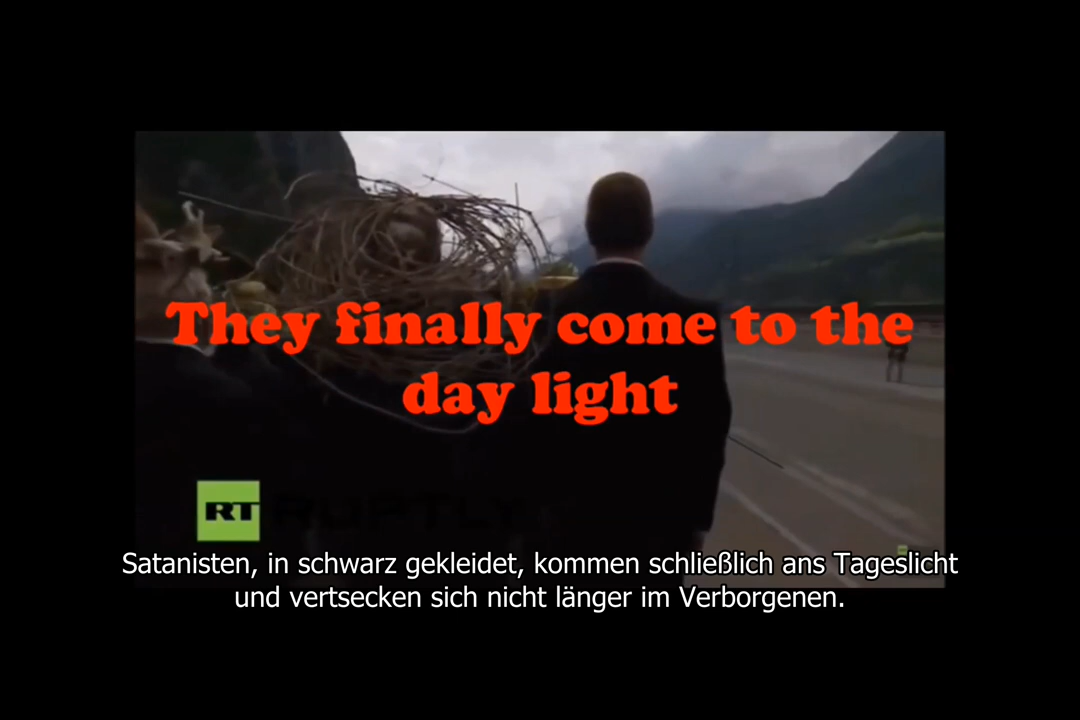 They finally come to the
day light
RT RUPTLY
Satanisten, in schwarz gekleidet, kommen schließlich ans Tageslicht
und vertsecken sich nicht länger im Verborgenen.